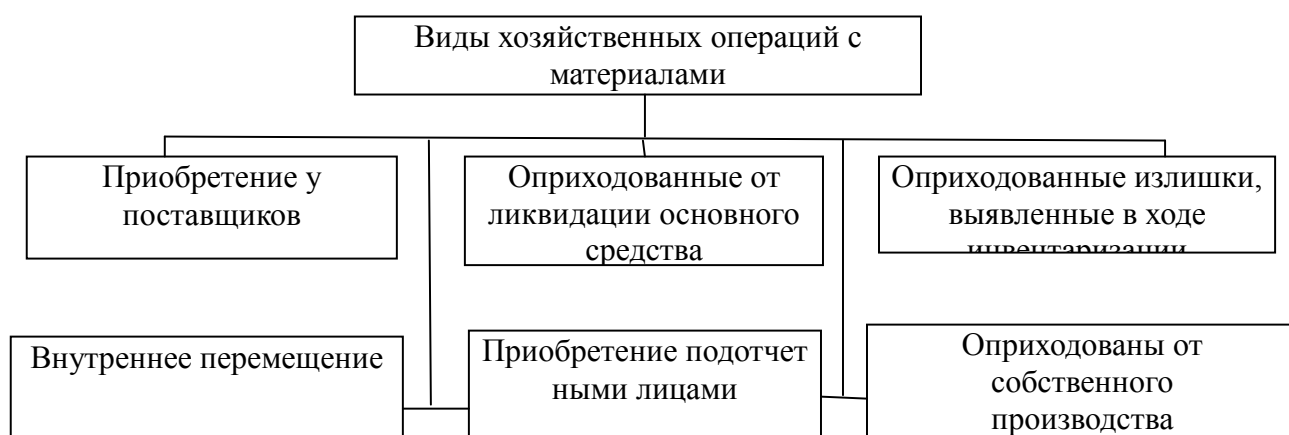 Виды хозяйственных операций с
материалами
Приобретение у
поставщиков
Оприходованные от
ликвидации основного
средства
Оприходованные излишки,
выявленные в ходе
инвентаризации
Внутреннее перемещение
Приобретение подотчет
ными лицами
Оприходованы от
собственного
производства